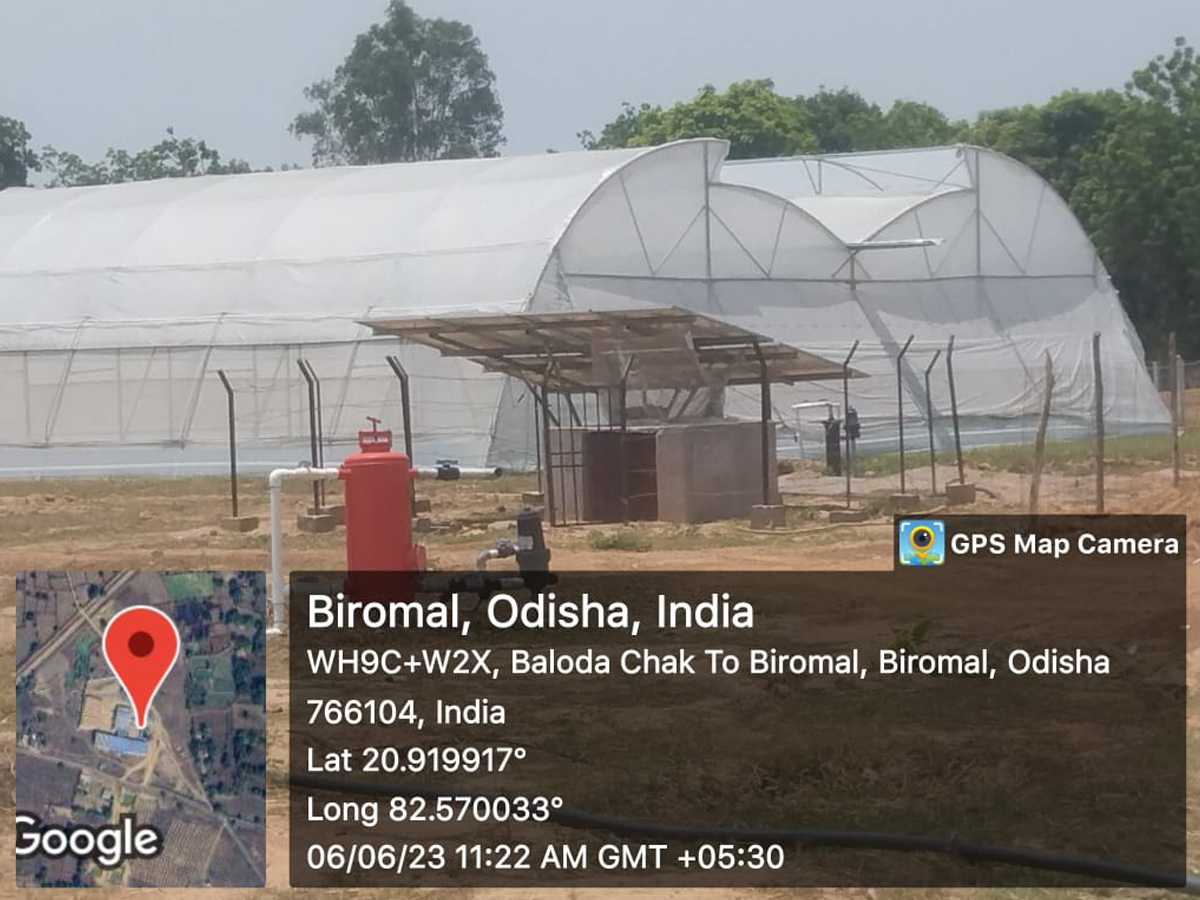 GPS Map Camera
Biromal, Odisha, India
WH9C+W2X, Baloda Chak To Biromal, Biromal, Odisha
766104, India
Lat 20.919917°
Long 82.570033°
06/06/23 11:22 AM GMT +05:30
Google